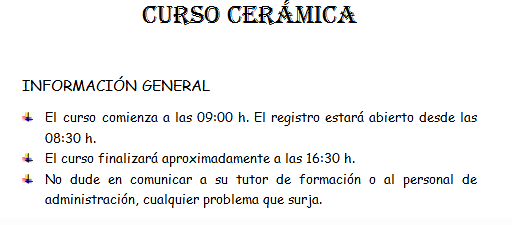 CURSO CERÁMICA
INFORMACIÓN GENERAL
El curso comienza a las 09:00 h. El registro estará abierto desde las
08:30 h.
El curso finalizará aproximadamente a las 16:30 h.
No dude en comunicar a su tutor de formación o al personal de
administración, cualquier problema que surja.